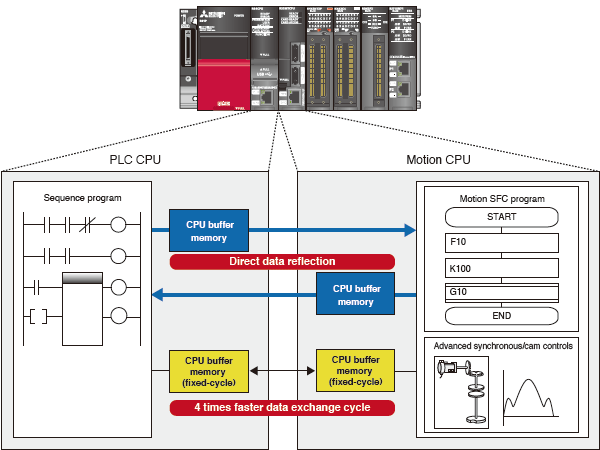 MITSUBISHI
POWER
PLC CPU
Motion CPU
Sequence program
Motion SFC program
START
F10
K100
G10
END
CPU buffer
memory
Direct data reflection
CPU buffer
memory
Advanced synchronous/cam controls
CPU buffer
memory
(fixed-cycle)
CPU buffer
memory
(fixed-cycle)
4 times faster data exchange cycle